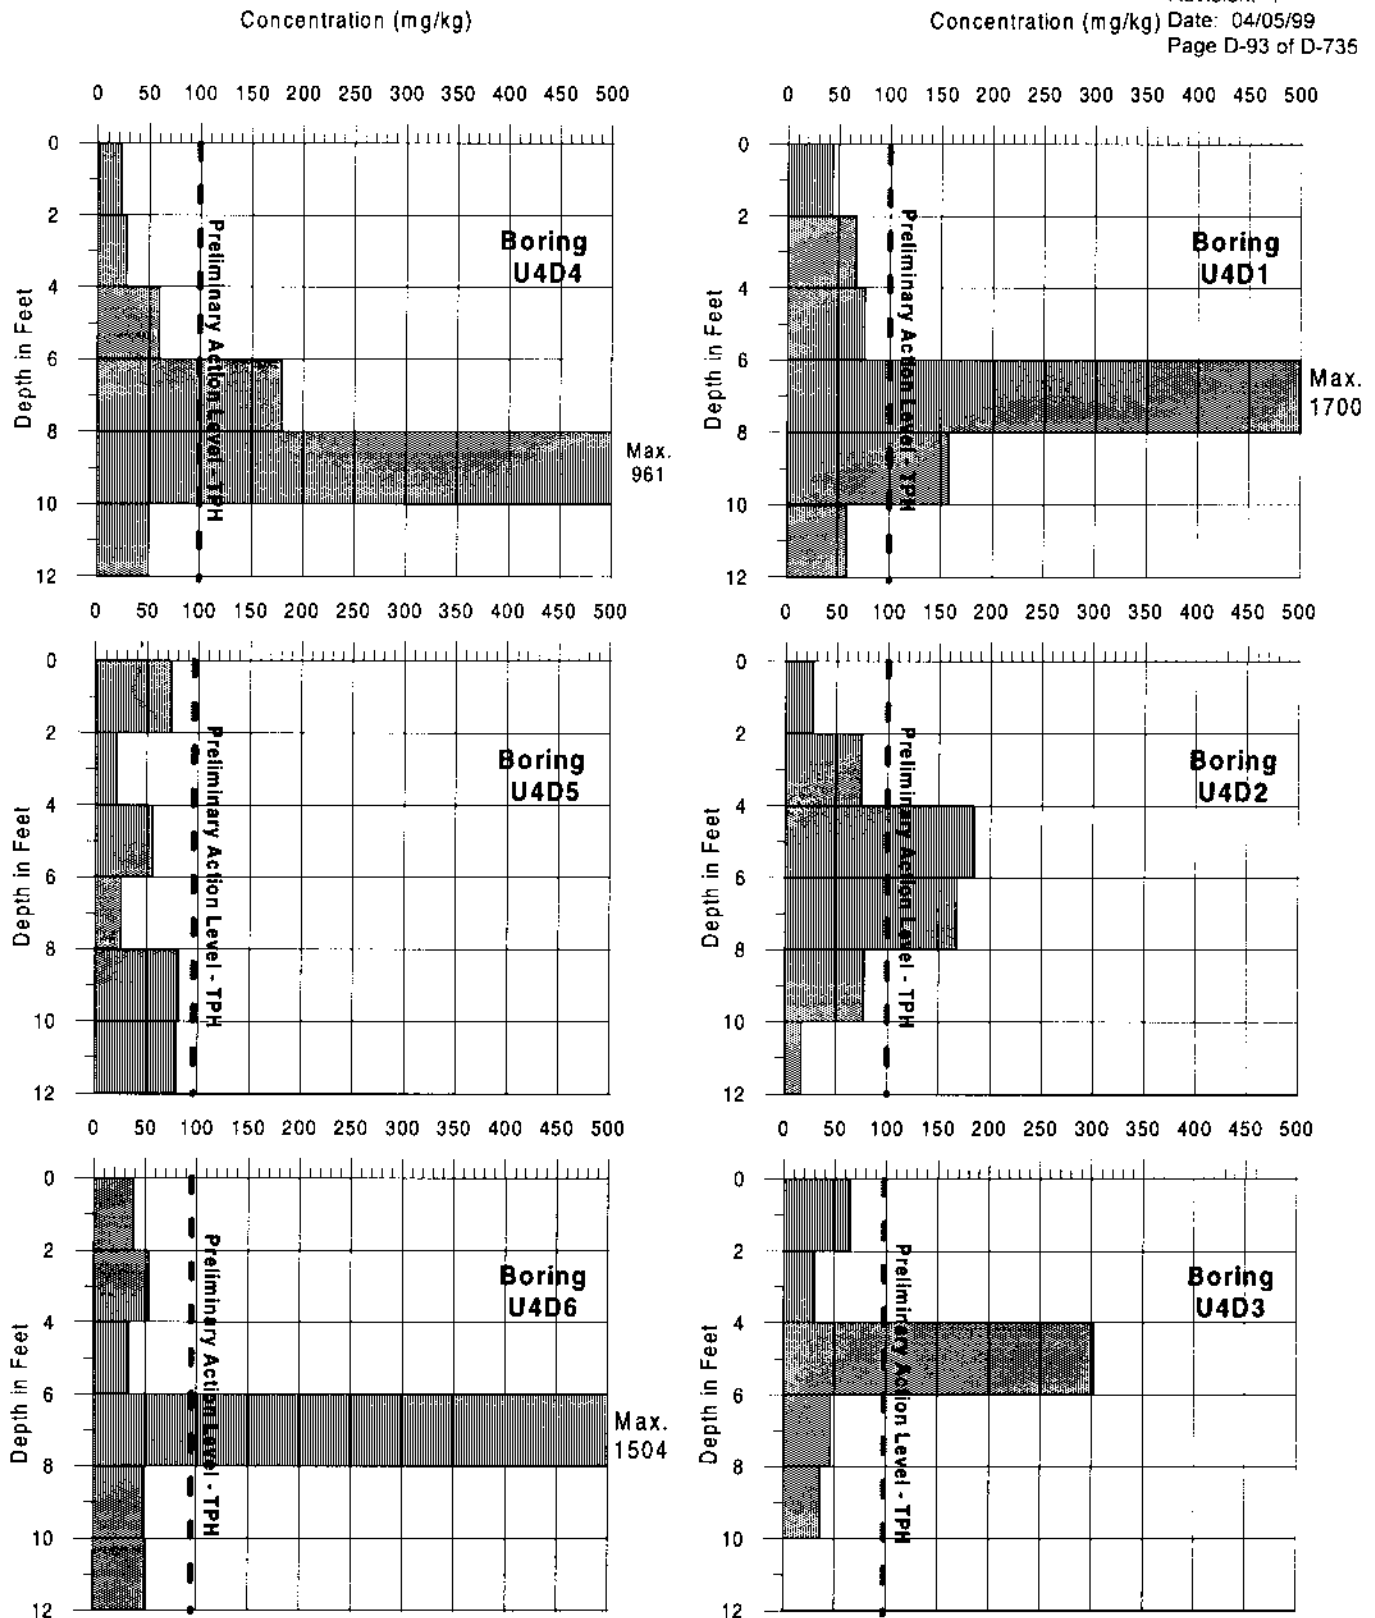 Concentration (mg/kg)
Concentration (mg/kg)
Date: 04/05/99
Page D-93 of D-735
0 50 100 150 200 250 300 350 400 450 500
0
2
4
6
8
10
12
Depth in Feet
Preliminary Action Level - TPH
Boring
U4D4
Max.
961
0 50 100 150 200 250 300 350 400 450 500
0
2
4
6
8
10
12
Depth in Feet
Preliminary Action Level - TPH
Boring
U4D1
Max.
1700
0 50 100 150 200 250 300 350 400 450 500
0
2
4
6
8
10
12
Depth in Feet
Preliminary Action Level - TPH
Boring
U4D5
0 50 100 150 200 250 300 350 400 450 500
0
2
4
6
8
10
12
Depth in Feet
Preliminary Action Level - TPH
Boring
U4D2
0 50 100 150 200 250 300 350 400 450 500
0
2
4
6
8
10
12
Depth in Feet
Preliminary Action Level - TPH
Boring
U4D6
Max.
1504
0 50 100 150 200 250 300 350 400 450 500
0
2
4
6
8
10
12
Depth in Feet
Preliminary Action Level - TPH
Boring
U4D3